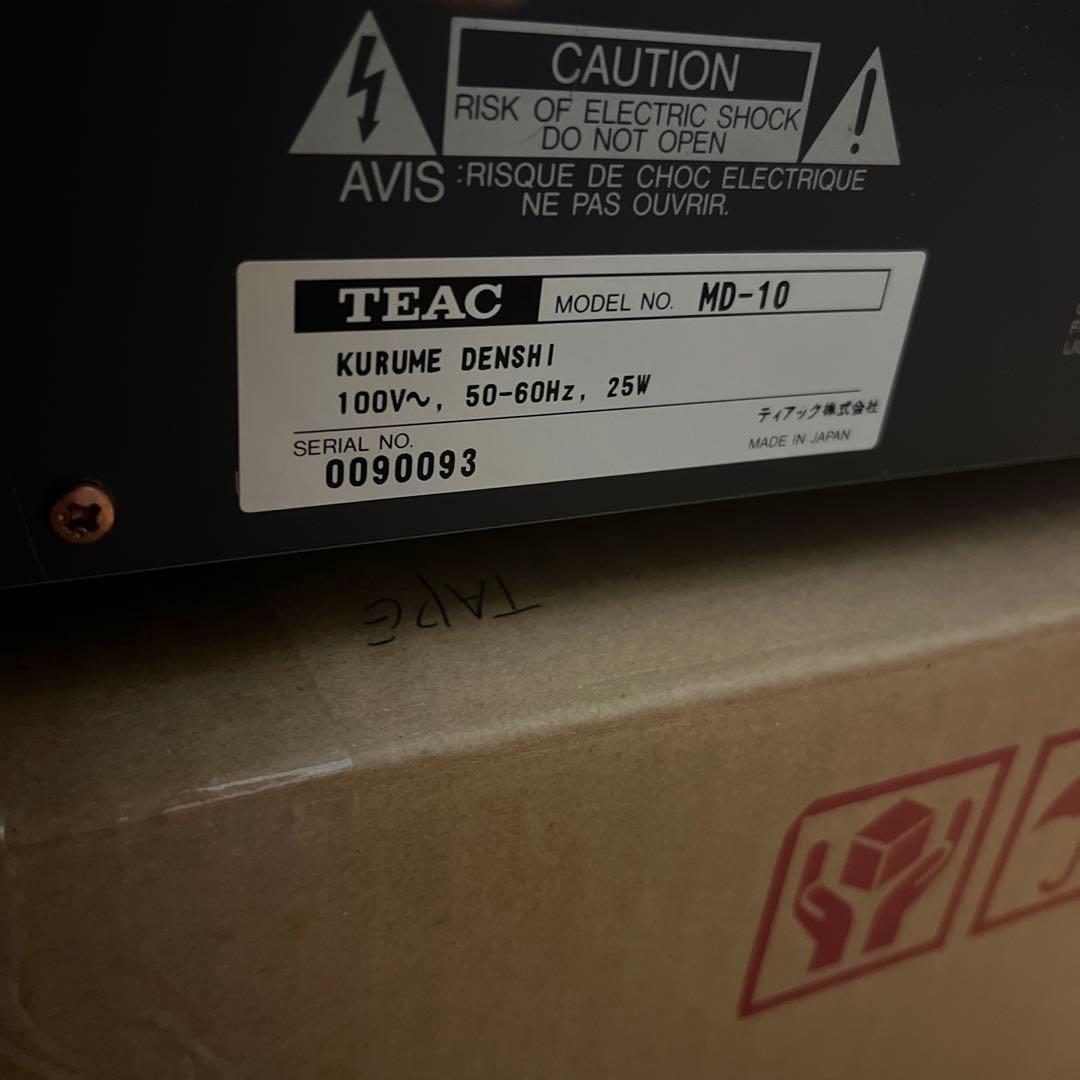 CAUTION
RISK OF ELECTRIC SHOCK
DO NOT OPEN
AVIS :RISQUE DE CHOC ELECTRIQUE
NE PAS OUVRIR.
TEAC MODEL NO. MD-10
KURUME DENSHI
100V～, 50-60Hz, 25W
ティアック株式会社
SERIAL NO.
MADE IN JAPAN
0090093
TAPE